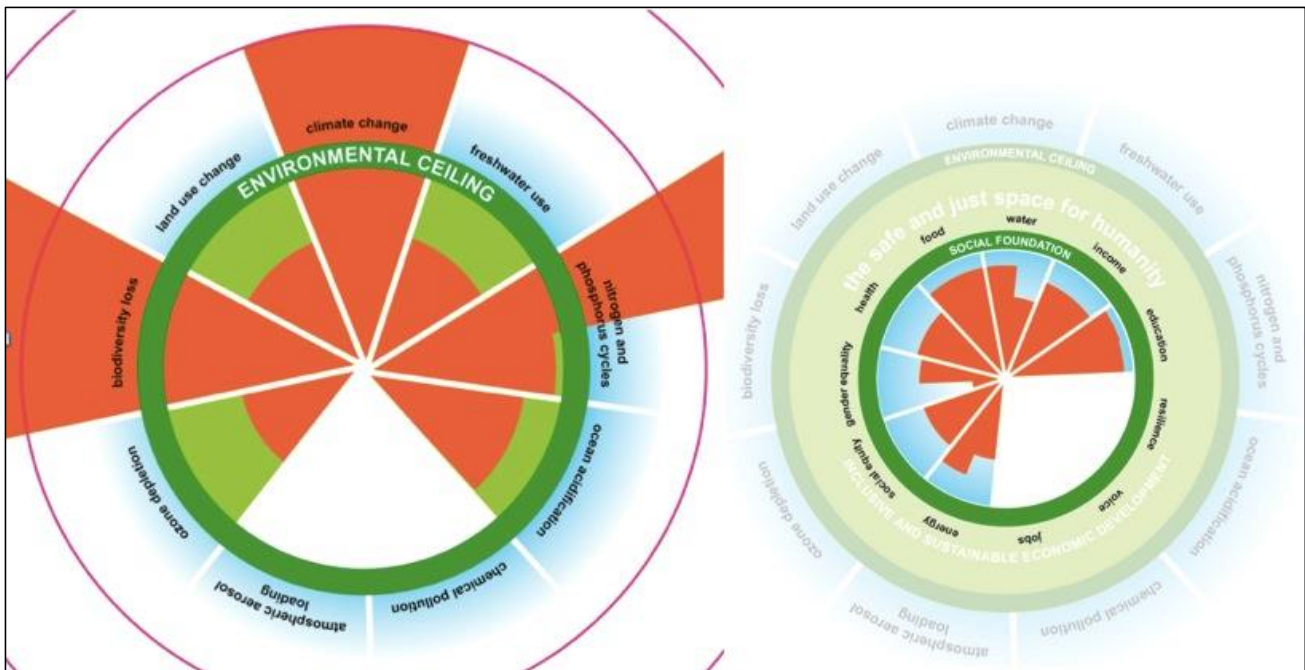 climate change
ENVIRONMENTAL CEILING
freshwater use
land use change
nitrogen and
phosphorus cycles
biodiversity loss
ocean acidification
ozone depletion
chemical pollution
atmospheric aerosol
loading
climate change
ENVIRONMENTAL CEILING
freshwater use
land use change
the safe and just space for humanity
water
food
SOCIAL FOUNDATION
income
health
education
nitrogen and
phosphorus cycles
biodiversity loss
gender equality
resilience
social equity
voice
energy
jobs
INCLUSIVE AND SUSTAINABLE ECONOMIC DEVELOPMENT
ocean acidification
ozone depletion
chemical pollution
atmospheric aerosol
loading